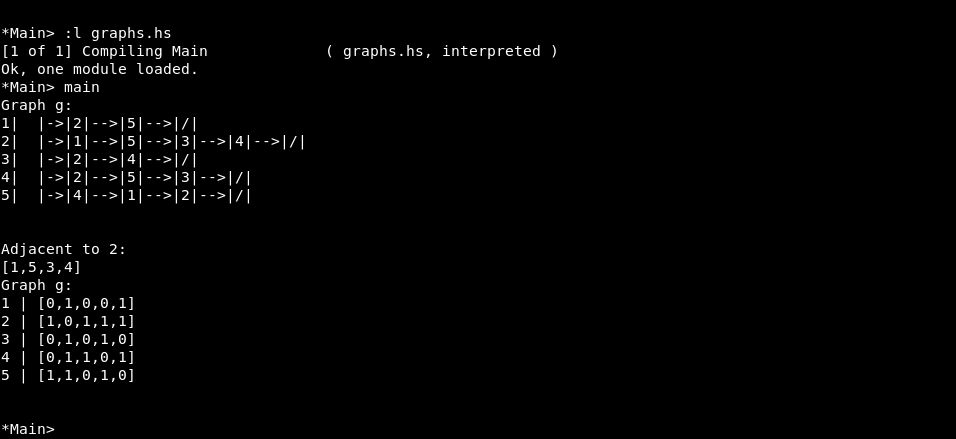 *Main> :l graphs.hs
[1 of 1] Compiling Main             ( graphs.hs, interpreted )
Ok, one module loaded.
*Main> main
Graph g:
1|  |->|2|-->|5|-->|/|
2|  |->|1|-->|5|-->|3|-->|4|-->|/|
3|  |->|2|-->|4|-->|/|
4|  |->|2|-->|5|-->|3|-->|/|
5|  |->|4|-->|1|-->|2|-->|/|
Adjacent to 2:
[1,5,3,4]
Graph g:
1 | [0,1,0,0,1]
2 | [1,0,1,1,1]
3 | [0,1,0,1,0]
4 | [0,1,1,0,1]
5 | [1,1,0,1,0]
*Main>